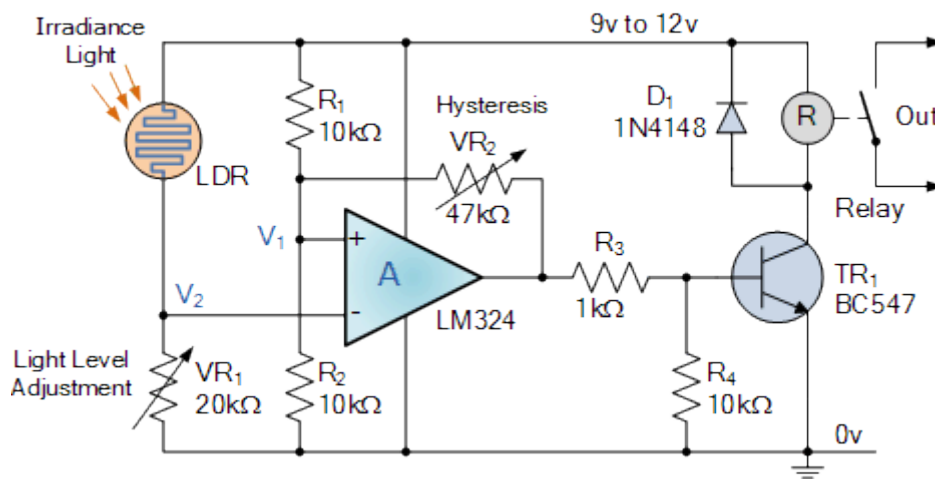 Irradiance
Light
9v to 12v
R₁
10kΩ
Hysteresis
VR₂
47kΩ
D₁
1N4148
R
Out
LDR
Relay
V₁
+
A
-
LM324
R₃
1kΩ
TR₁
BC547
V₂
Light Level
Adjustment
VR₁
20kΩ
R₂
10kΩ
R₄
10kΩ
0v